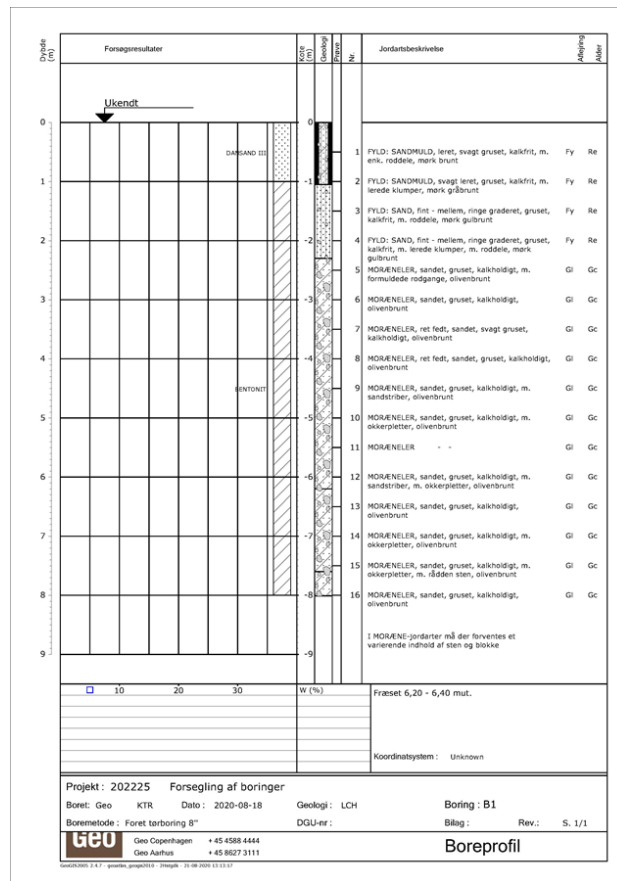 Dybde (m)
Forsøgsresultater
Kote (m)
Geologi
Prøve
Nr.
Jordartsbeskrivelse
Aflejring
Alder
Ukendt
0
0
DANSAND III
1 FYLD: SANDMULD, leret, svagt gruset, kalkfrit, m. Fy Re
enk. roddele, mørk brunt
1
-1
2 FYLD: SANDMULD, svagt leret, gruset, kalkfrit, m. Fy Re
lerede klumper, mørk gråbrunt
3 FYLD: SAND, fint - mellem, ringe graderet, gruset, Fy Re
kalkfrit, m. roddele, mørk gulbrunt
2
-2
4 FYLD: SAND, fint - mellem, ringe graderet, gruset, Fy Re
kalkfrit, m. lerede klumper, m. roddele, mørk
gulbrunt
5 MORÆNELER, sandet, gruset, kalkholdigt, m. Gl Gc
formuldede rodgange, olivenbrunt
3
-3
6 MORÆNELER, sandet, gruset, kalkholdigt, Gl Gc
olivenbrunt
7 MORÆNELER, ret fedt, sandet, svagt gruset, Gl Gc
kalkholdigt, olivenbrunt
4
-4
8 MORÆNELER, ret fedt, sandet, gruset, kalkholdigt, Gl Gc
olivenbrunt
BENTONIT
9 MORÆNELER, sandet, gruset, kalkholdigt, m. Gl Gc
sandstriber, olivenbrunt
5
-5
10 MORÆNELER, sandet, gruset, kalkholdigt, m. Gl Gc
okkerpletter, olivenbrunt
11 MORÆNELER - - Gl Gc
6
-6
12 MORÆNELER, sandet, gruset, kalkholdigt, m. Gl Gc
sandstriber, m. okkerpletter, olivenbrunt
13 MORÆNELER, sandet, gruset, kalkholdigt, Gl Gc
olivenbrunt
7
-7
14 MORÆNELER, sandet, gruset, kalkholdigt, m. Gl Gc
okkerpletter, olivenbrunt
15 MORÆNELER, sandet, gruset, kalkholdigt, m. Gl Gc
okkerpletter, m. rådden sten, olivenbrunt
8
-8
16 MORÆNELER, sandet, gruset, kalkholdigt, Gl Gc
olivenbrunt
I MORÆNE-jordarter må der forventes et
varierende indhold af sten og blokke
9
-9
10 20 30 W (%)
Fræset 6,20 - 6,40 mut.
Koordinatsystem : Unknown
Projekt : 202225 Forsegling af boringer
Boret: Geo KTR Dato : 2020-08-18 Geologi : LCH Boring : B1
Boremetode : Foret tørboring 8" DGU-nr : Bilag : Rev.: S. 1/1
Geo
Geo Copenhagen +45 4588 4444
Geo Aarhus +45 8627 3111
Boreprofil